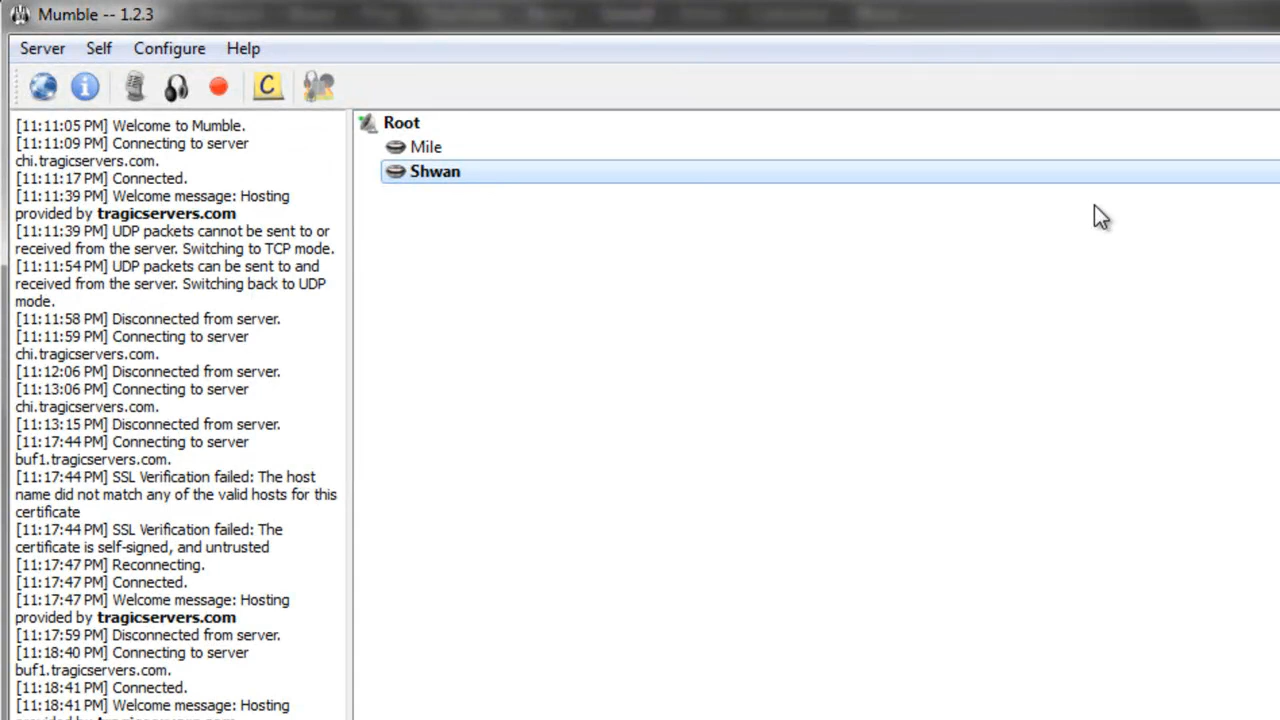 Mumble -- 1.2.3
Server Self Configure Help
C
[11:11:05 PM] Welcome to Mumble.
[11:11:09 PM] Connecting to server
chi.tragicservers.com.
[11:11:17 PM] Connected.
[11:11:39 PM] Welcome message: Hosting
provided by tragicservers.com
[11:11:39 PM] UDP packets cannot be sent to or
received from the server. Switching to TCP mode.
[11:11:54 PM] UDP packets can be sent to and
received from the server. Switching back to UDP
mode.
[11:11:58 PM] Disconnected from server.
[11:11:59 PM] Connecting to server
chi.tragicservers.com.
[11:12:06 PM] Disconnected from server.
[11:13:06 PM] Connecting to server
chi.tragicservers.com.
[11:13:15 PM] Disconnected from server.
[11:17:44 PM] Connecting to server
buf1.tragicservers.com.
[11:17:44 PM] SSL Verification failed: The host
name did not match any of the valid hosts for this
certificate
[11:17:44 PM] SSL Verification failed: The
certificate is self-signed, and untrusted
[11:17:47 PM] Reconnecting.
[11:17:47 PM] Connected.
[11:17:47 PM] Welcome message: Hosting
provided by tragicservers.com
[11:17:59 PM] Disconnected from server.
[11:18:40 PM] Connecting to server
buf1.tragicservers.com.
[11:18:41 PM] Connected.
[11:18:41 PM] Welcome message: Hosting
Root
Mile
Shwan